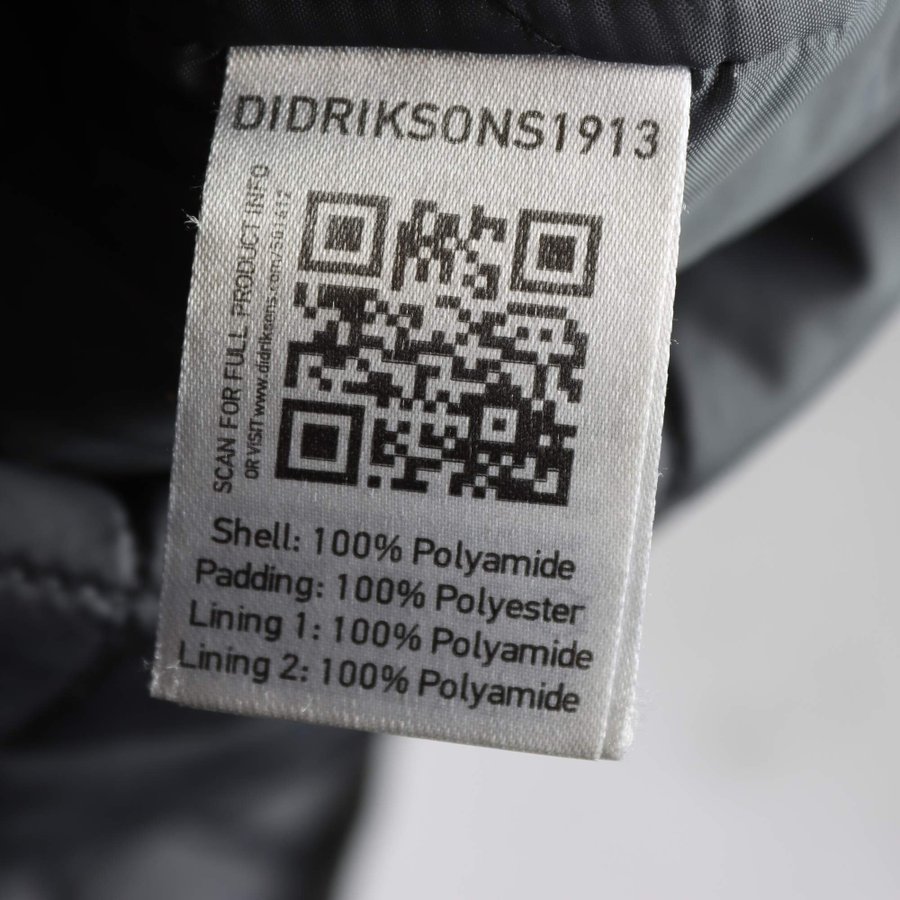 DIDRIKSONS1913
SCAN FOR FULL PRODUCT INFO
OR VISIT www.didriksons.com/501612
Shell: 100% Polyamide
Padding: 100% Polyester
Lining 1: 100% Polyamide
Lining 2: 100% Polyamide